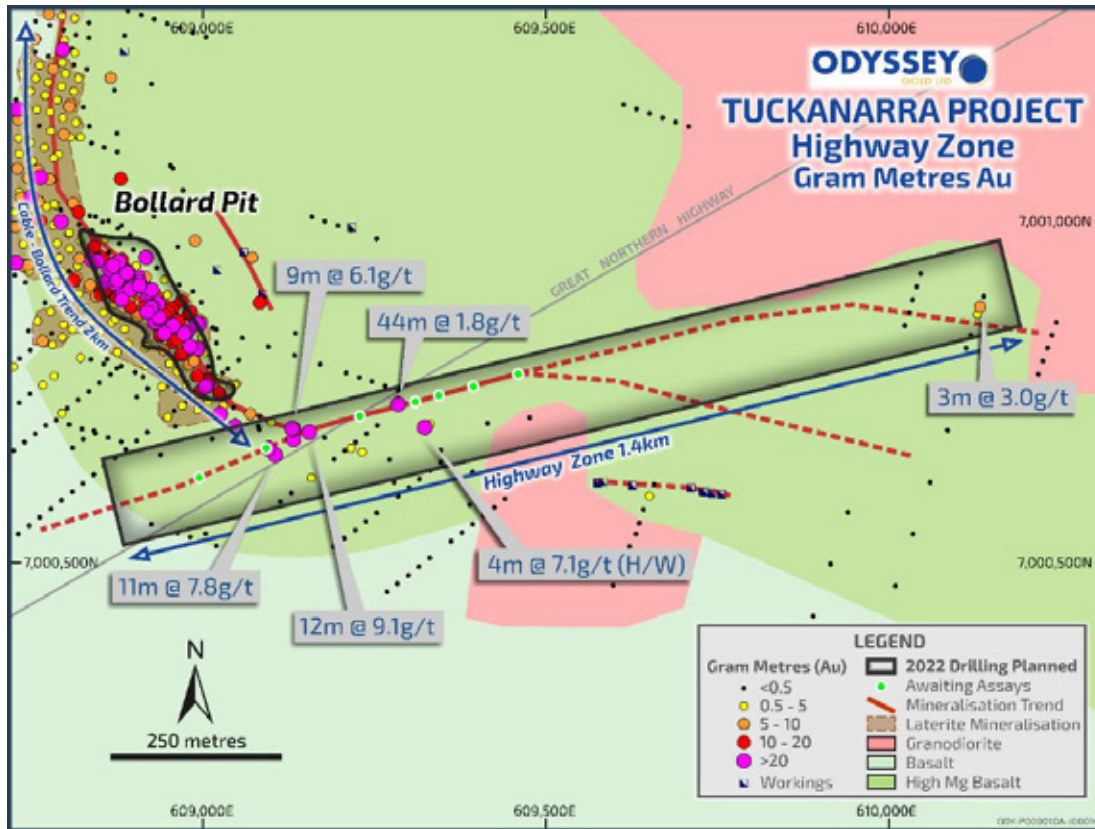 609,000E 609,500E 610,000E
ODYSSEY
GOLD LTD
TUCKANARRA PROJECT
Highway Zone
Gram Metres Au
Bollard Pit
Cable - Bollard Trend 2km
GREAT NORTHERN HIGHWAY
7,001,000N
9m @ 6.1g/t
44m @ 1.8g/t
3m @ 3.0g/t
Highway Zone 1.4km
7,000,500N
7,000,500N
4m @ 7.1g/t (H/W)
11m @ 7.8g/t
12m @ 9.1g/t
N
250 metres
LEGEND
Gram Metres (Au)
<0.5
0.5 - 5
5 - 10
10 - 20
>20
Workings
2022 Drilling Planned
Awaiting Assays
Mineralisation Trend
Laterite Mineralisation
Granodiorite
Basalt
High Mg Basalt
609,000E 609,500E 610,000E